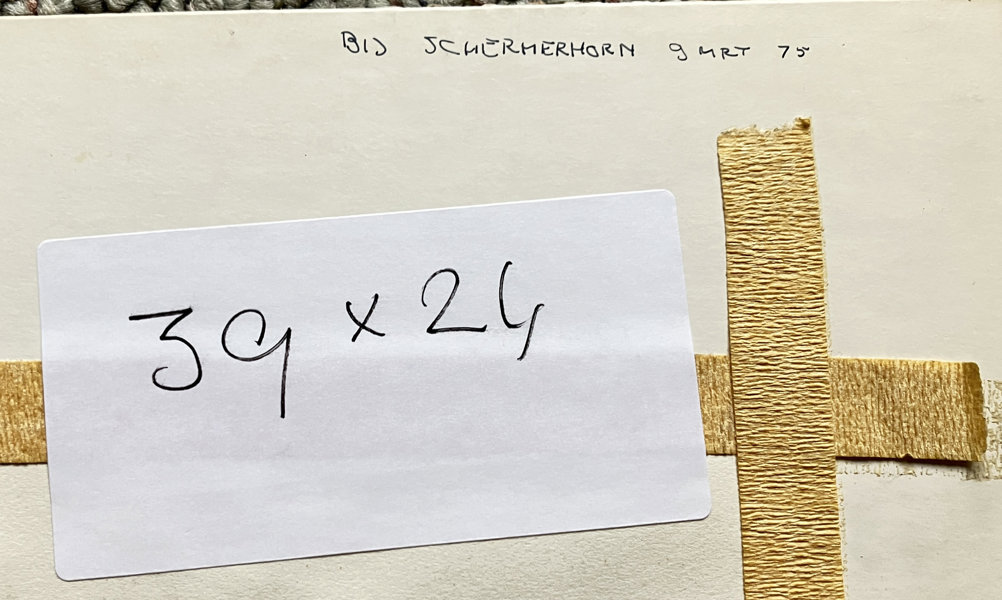 BIJ SCHERMERHORN 9 MRT 75
39 x 24